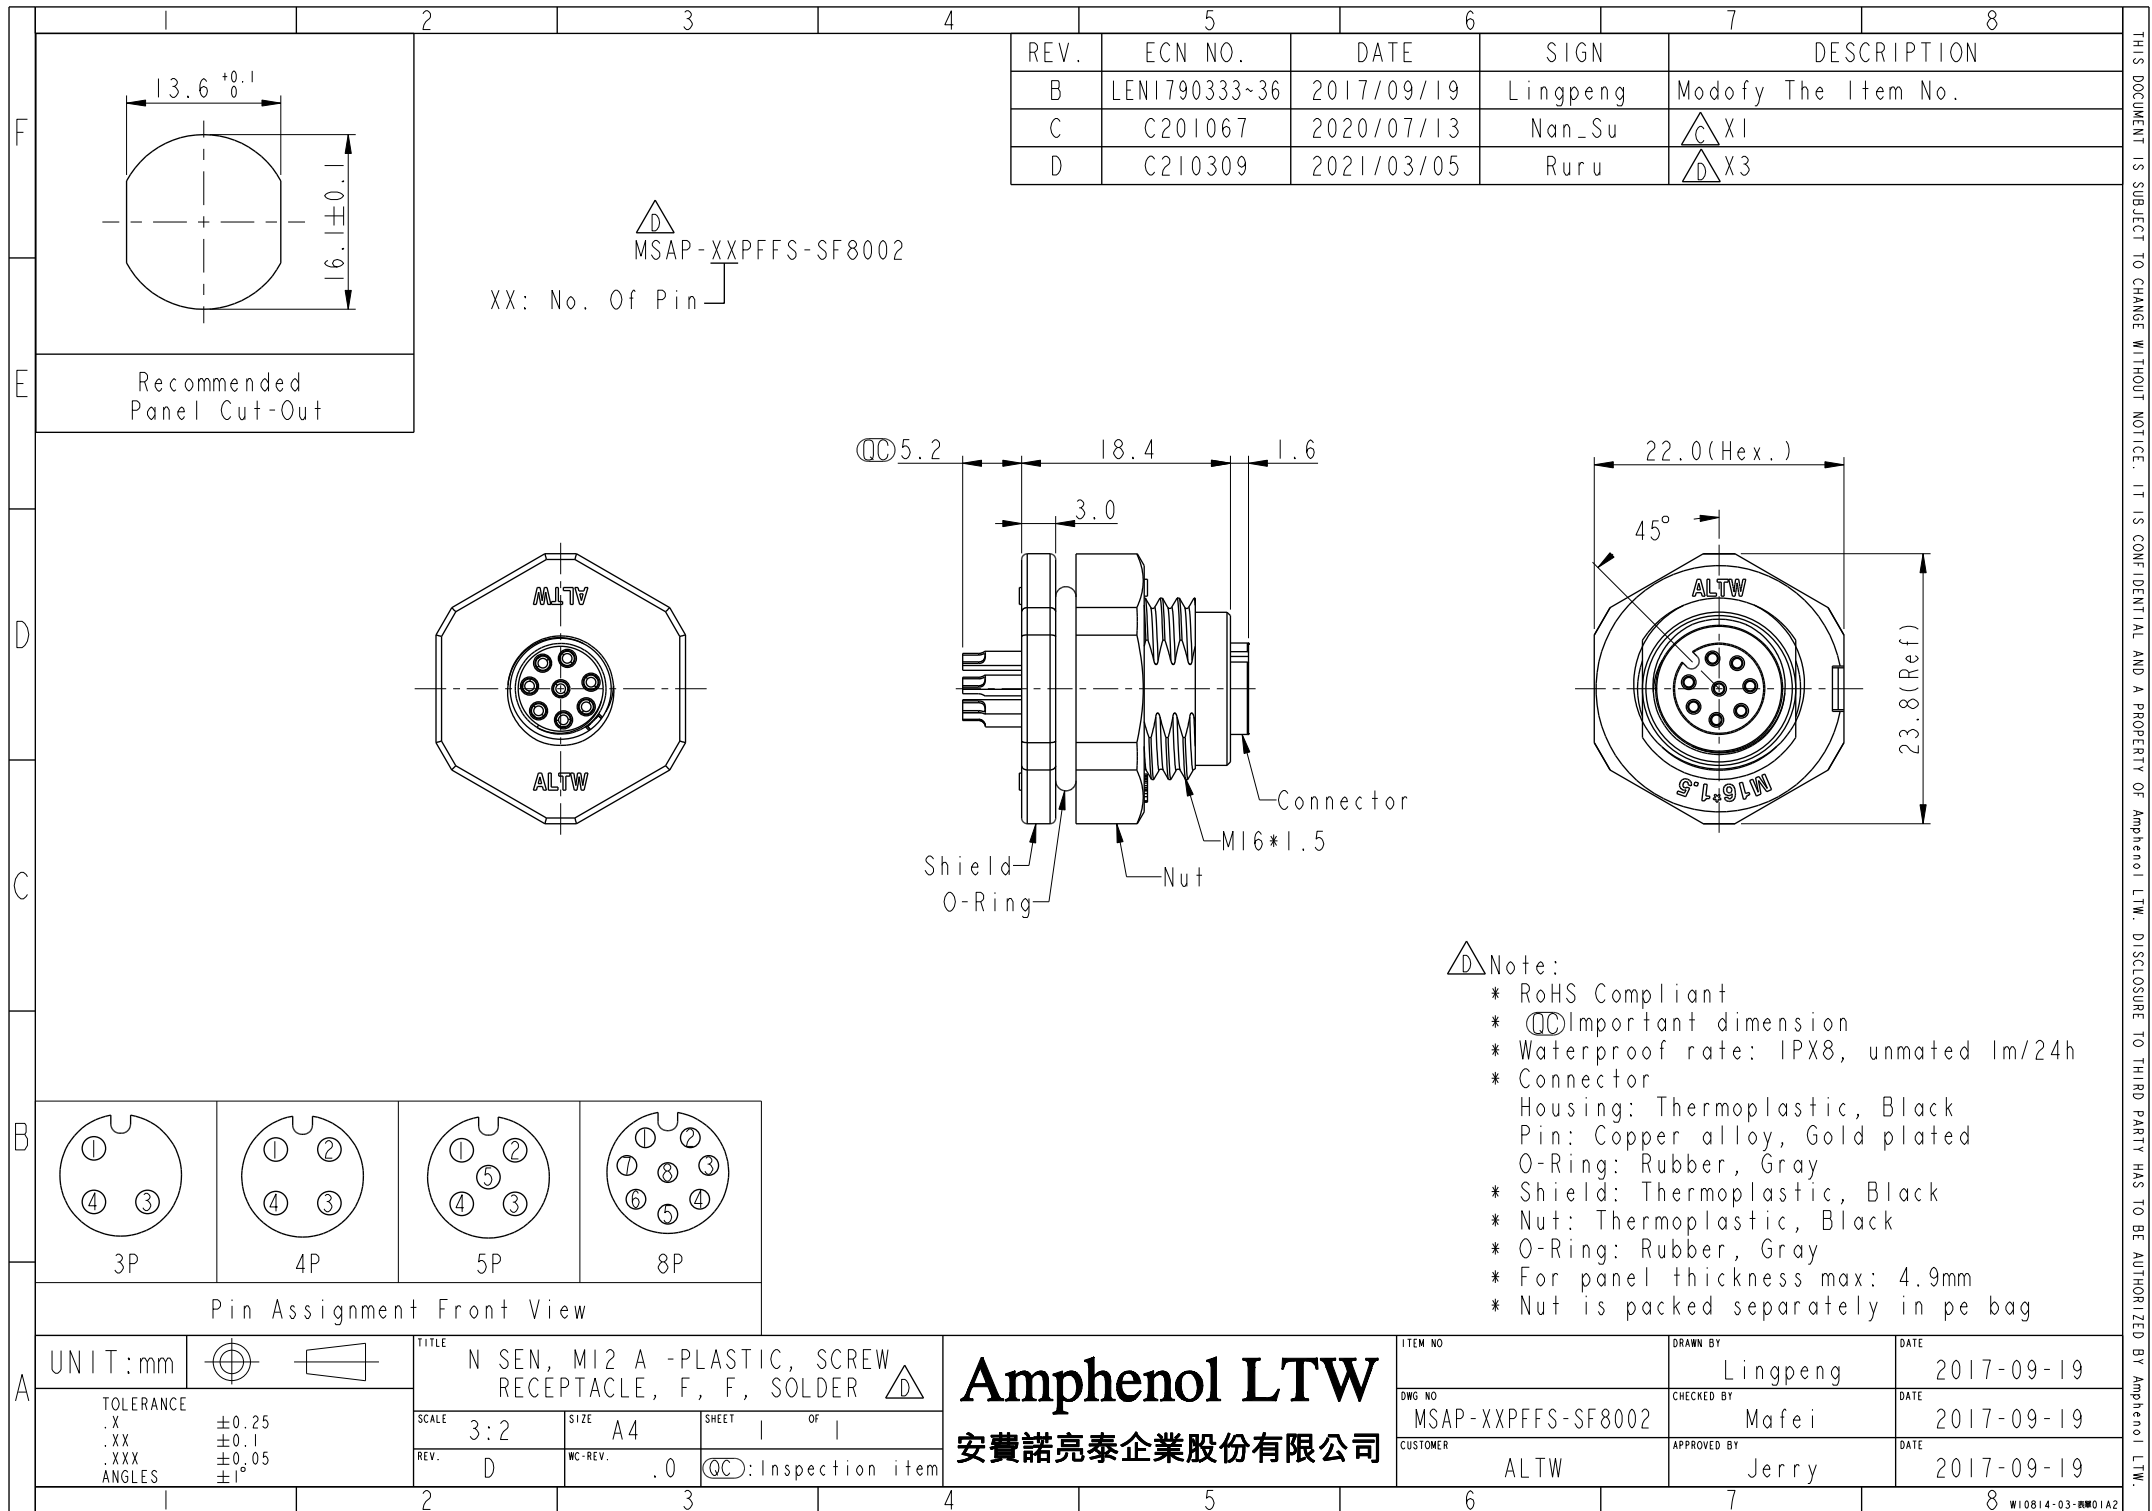 1 2 3 4 5 6 7 8
F
E
D
C
B
A
REV. ECN NO. DATE SIGN DESCRIPTION
B LEN1790333~36 2017/09/19 Lingpeng Modofy The Item No.
C C201067 2020/07/13 Nan_Su C X1
D C210309 2021/03/05 Ruru D X3
13.6 +0.1 0
16.1±0.1
Recommended
Panel Cut-Out
D
MSAP-XXPFFS-SF8002
XX: No. Of Pin
QC 5.2
18.4
1.6
3.0
22.0(Hex.)
45°
23.8(Ref)
ALTW
ALTW
ALTW
M16*1.5
Connector
M16*1.5
Nut
Shield
O-Ring
D Note:
* RoHS Compliant
* QC Important dimension
* Waterproof rate: IPX8, unmated 1m/24h
* Connector
Housing: Thermoplastic, Black
Pin: Copper alloy, Gold plated
O-Ring: Rubber, Gray
* Shield: Thermoplastic, Black
* Nut: Thermoplastic, Black
* O-Ring: Rubber, Gray
* For panel thickness max: 4.9mm
* Nut is packed separately in pe bag
1 4 3
1 2 4 3
1 2 5 4 3
1 2 7 8 3 6 5 4
3P 4P 5P 8P
Pin Assignment Front View
UNIT:mm
TOLERANCE
.X ±0.25
.XX ±0.1
.XXX ±0.05
ANGLES ±1°
TITLE
N SEN, M12 A -PLASTIC, SCREW
RECEPTACLE, F, F, SOLDER D
SCALE 3:2 SIZE A4 SHEET 1 OF 1
REV. D WC-REV. .0 QC:Inspection item
Amphenol LTW
安費諾亮泰企業股份有限公司
ITEM NO
DWG NO
MSAP-XXPFFS-SF8002
CUSTOMER
ALTW
DRAWN BY Lingpeng DATE 2017-09-19
CHECKED BY Mafei DATE 2017-09-19
APPROVED BY Jerry DATE 2017-09-19
1 2 3 4 5 6 7 8
THIS DOCUMENT IS SUBJECT TO CHANGE WITHOUT NOTICE. IT IS CONFIDENTIAL AND A PROPERTY OF Amphenol LTW. DISCLOSURE TO THIRD PARTY HAS TO BE AUTHORIZED BY Amphenol LTW.